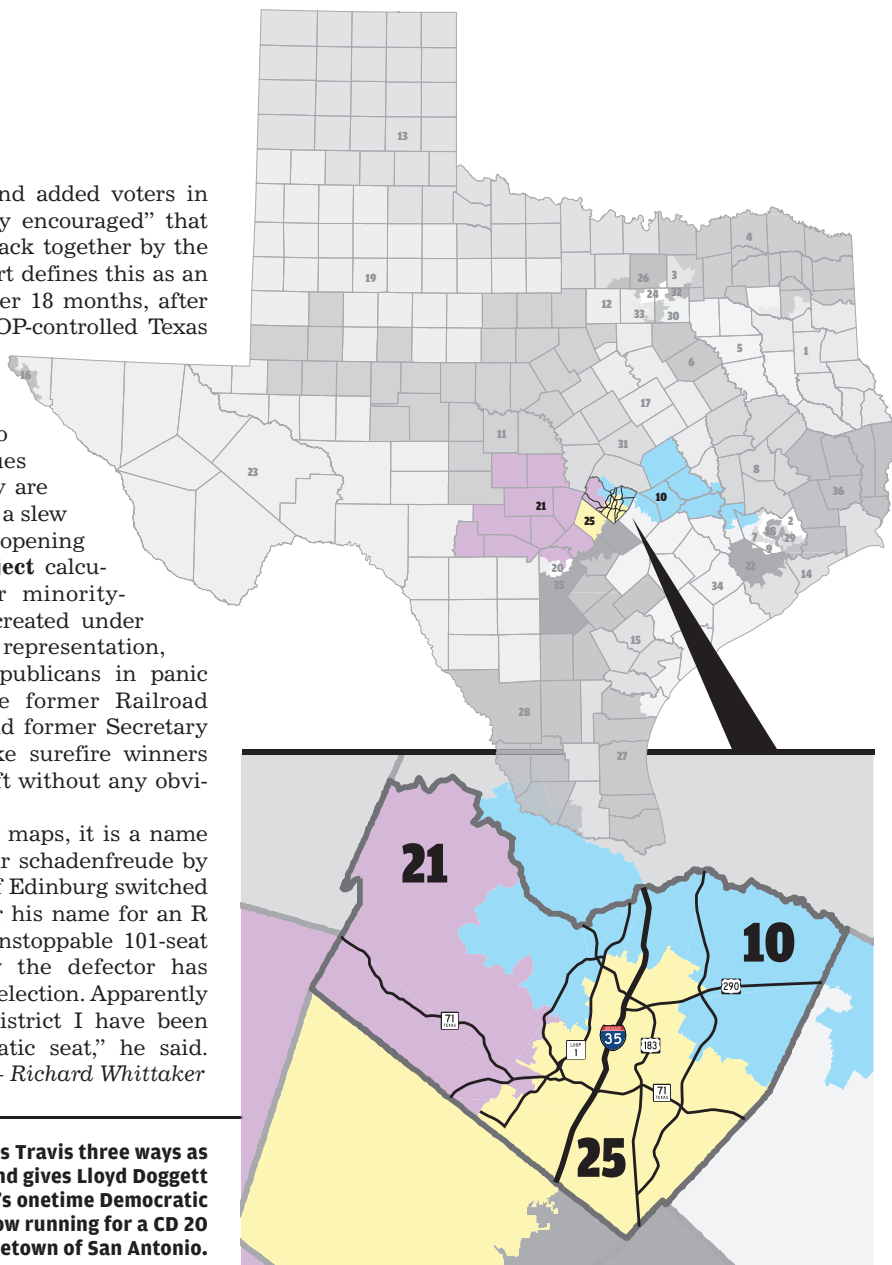 13
4
3
26
24
32
19
12
33
30
5
1
6
16
17
11
31
23
8
36
21
10
25
2
18
7
29
9
22
14
20
35
34
15
28
27
nd added voters in
y encouraged” that
ack together by the
rt defines this as an
er 18 months, after
OP-controlled Texas
o
ues
y are
a slew
opening
ject calcu-
r minority-
created under
representation,
publicans in panic
e former Railroad
d former Secretary
ke surefire winners
ft without any obvi-
maps, it is a name
r schadenfreude by
f Edinburg switched
r his name for an R
nstoppable 101-seat
y the defector has
election. Apparently
istrict I have been
atic seat,” he said.
– Richard Whittaker
s Travis three ways as
nd gives Lloyd Doggett
’s onetime Democratic
ow running for a CD 20
etown of San Antonio.
21
10
290
71
TEXAS
LOOP
1
35
183
71
TEXAS
25